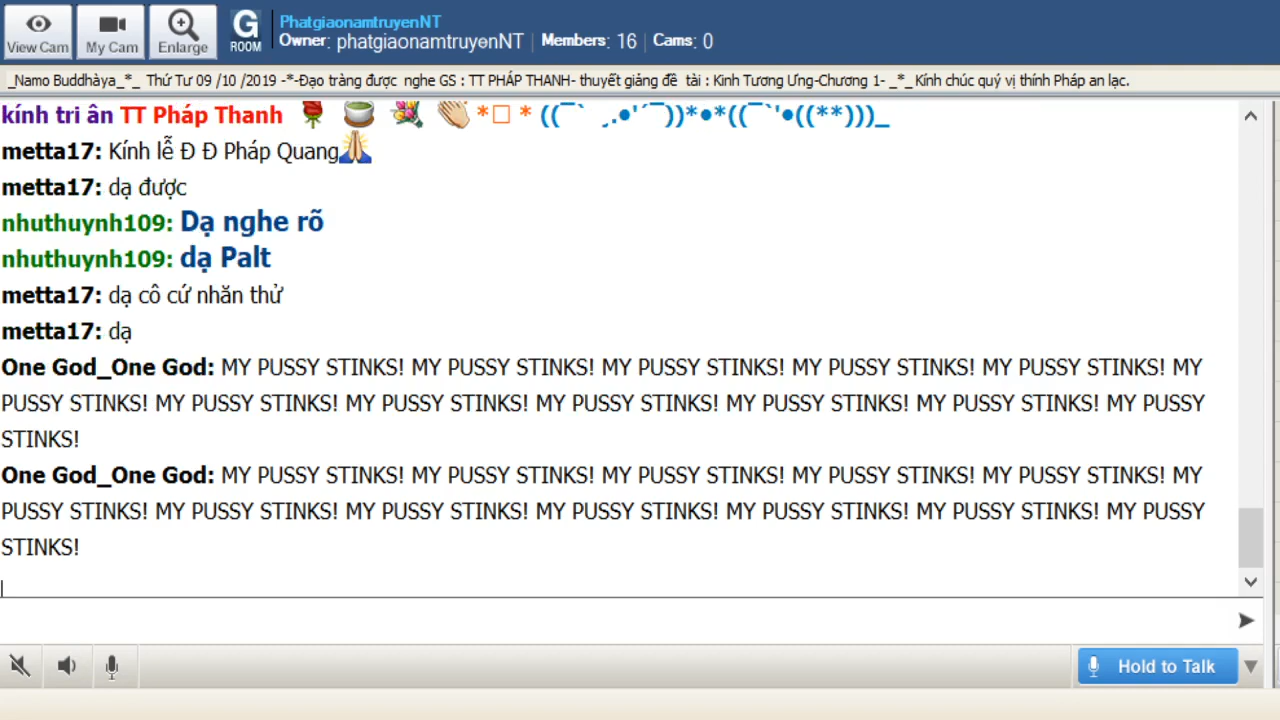 View Cam
My Cam
Enlarge
G
ROOM
PhatgiaonamtruyenNT
Owner: phatgiaonamtruyenNT | Members: 16 | Cams: 0
_Namo Buddhàya_*_ Thứ Tư 09 /10 /2019 -*-Đạo tràng được nghe GS : TT PHÁP THANH- thuyết giảng đề tài : Kinh Tương Ưng-Chương 1- _*_ Kính chúc quý vị thính Pháp an lạc.
kính tri ân TT Pháp Thanh 🌹 🍵 💐 👏 *□ * ((¯` ¸.●'´¯))*●*((¯`'●((**)))_
metta17: Kính lễ Đ Đ Pháp Quang🙏
metta17: dạ được
nhuthuynh109: Dạ nghe rõ
nhuthuynh109: dạ Palt
metta17: dạ cô cứ nhăn thử
metta17: dạ
One God_One God: MY PUSSY STINKS! MY PUSSY STINKS! MY PUSSY STINKS! MY PUSSY STINKS! MY PUSSY STINKS! MY
PUSSY STINKS! MY PUSSY STINKS! MY PUSSY STINKS! MY PUSSY STINKS! MY PUSSY STINKS! MY PUSSY STINKS! MY PUSSY
STINKS!
One God_One God: MY PUSSY STINKS! MY PUSSY STINKS! MY PUSSY STINKS! MY PUSSY STINKS! MY PUSSY STINKS! MY
PUSSY STINKS! MY PUSSY STINKS! MY PUSSY STINKS! MY PUSSY STINKS! MY PUSSY STINKS! MY PUSSY STINKS! MY PUSSY
STINKS!
Hold to Talk